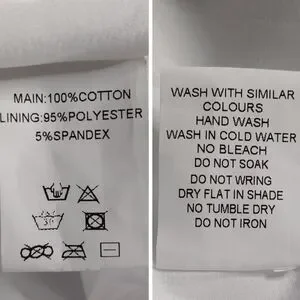 MAIN:100%COTTON
LINING:95%POLYESTER
5%SPANDEX
WASH WITH SIMILAR
COLOURS
HAND WASH
WASH IN COLD WATER
NO BLEACH
DO NOT SOAK
DO NOT WRING
DRY FLAT IN SHADE
NO TUMBLE DRY
DO NOT IRON